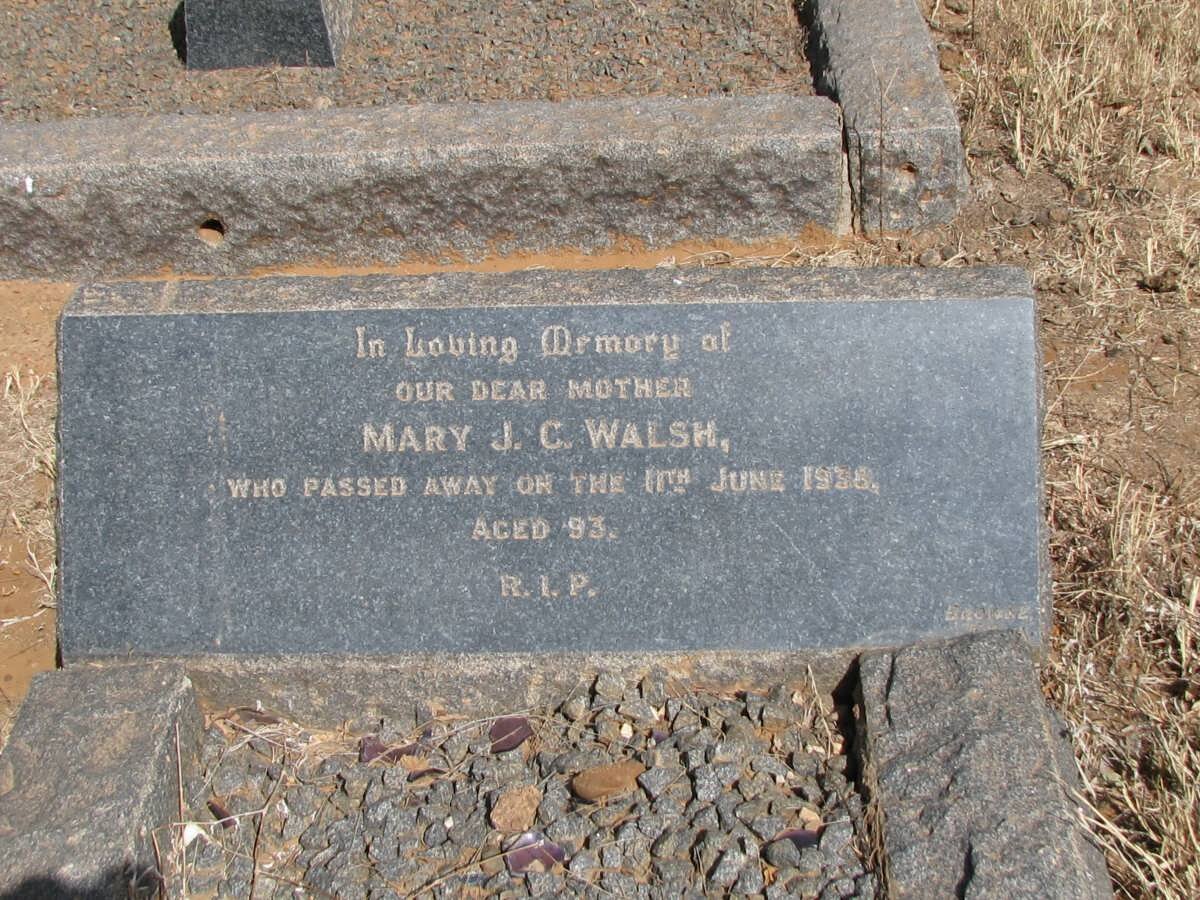 In Loving Memory of
OUR DEAR MOTHER
MARY J. C. WALSH,
WHO PASSED AWAY ON THE 11TH JUNE 1938.
AGED 93.
R. I. P.